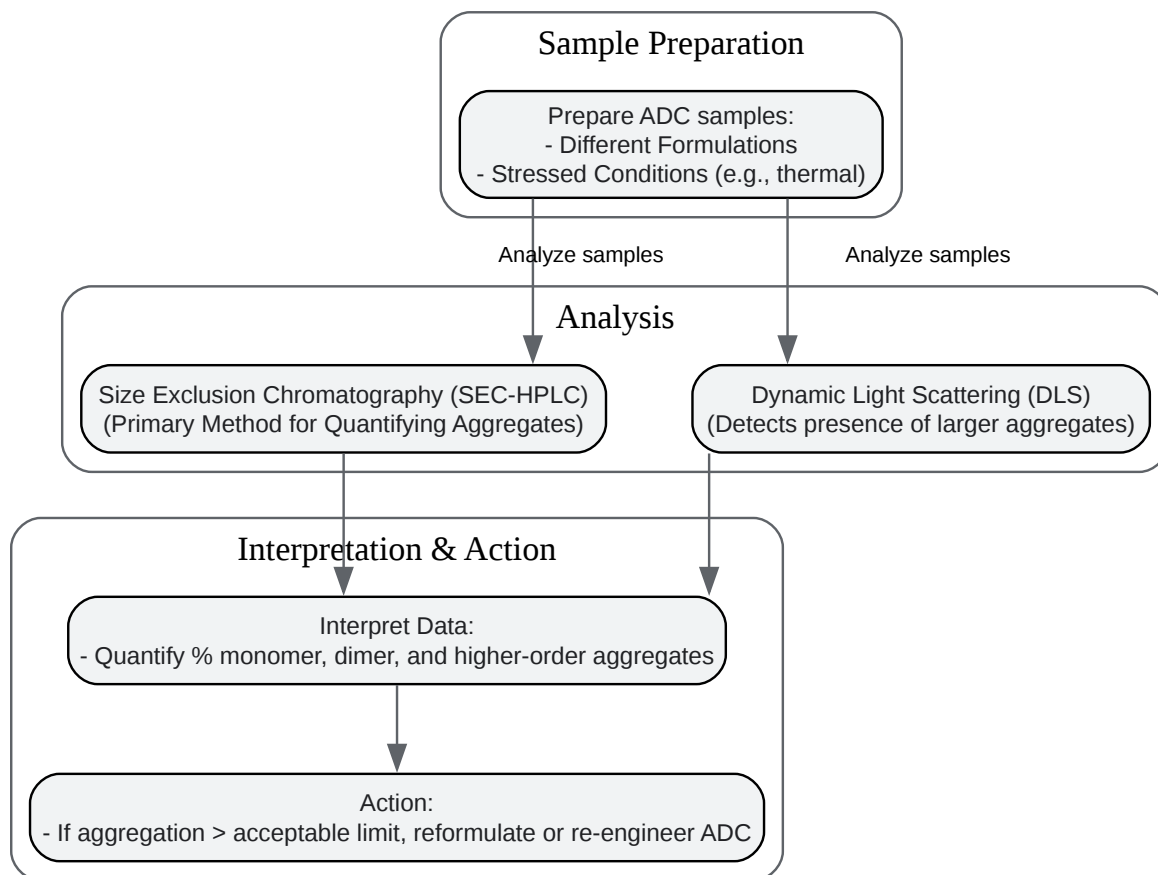 Sample Preparation
Prepare ADC samples:
- Different Formulations
- Stressed Conditions (e.g., thermal)
Analyze samples
Analyze samples
Analysis
Size Exclusion Chromatography (SEC-HPLC)
(Primary Method for Quantifying Aggregates)
Dynamic Light Scattering (DLS)
(Detects presence of larger aggregates)
Interpretation & Action
Interpret Data:
- Quantify % monomer, dimer, and higher-order aggregates
Action:
- If aggregation > acceptable limit, reformulate or re-engineer ADC